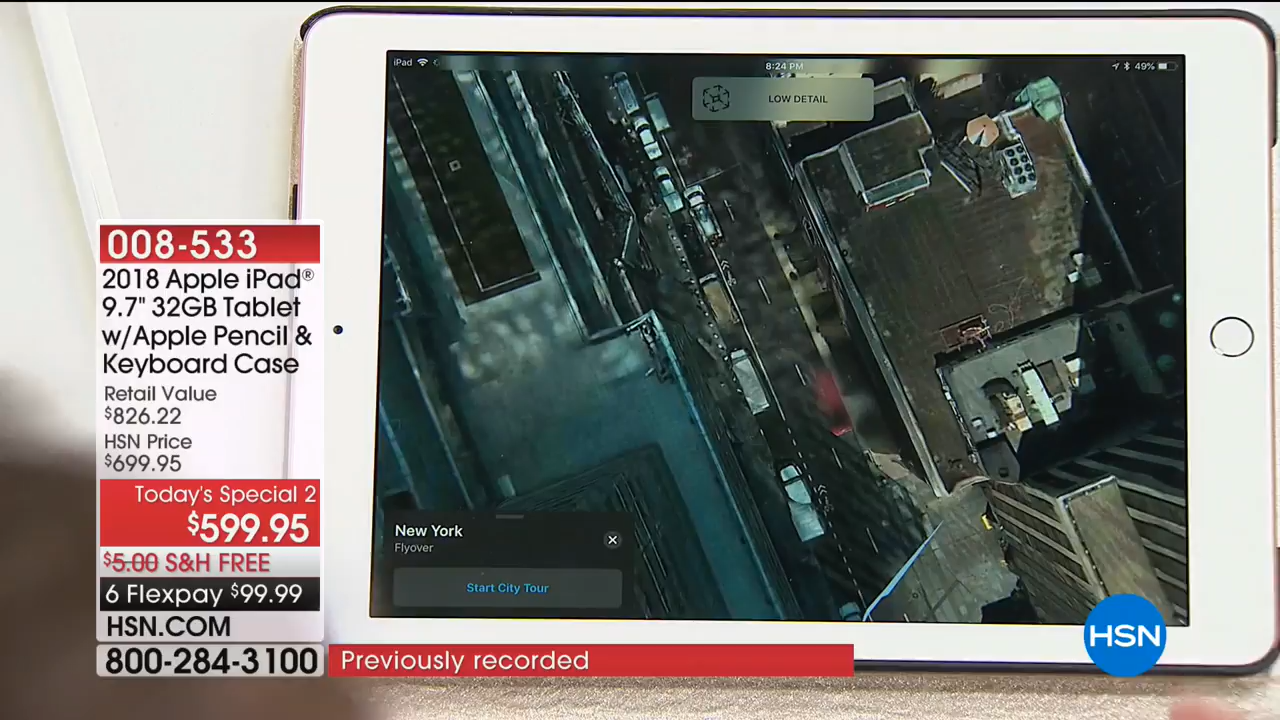 iPad
8:24 PM
49%
LOW DETAIL
008-533
2018 Apple iPad®
9.7" 32GB Tablet
w/Apple Pencil &
Keyboard Case
Retail Value
$826.22
HSN Price
$699.95
Today's Special 2
$599.95
$5.00 S&H FREE
6 Flexpay $99.99
HSN.COM
800-284-3100
Previously recorded
New York
Flyover
Start City Tour
HSN